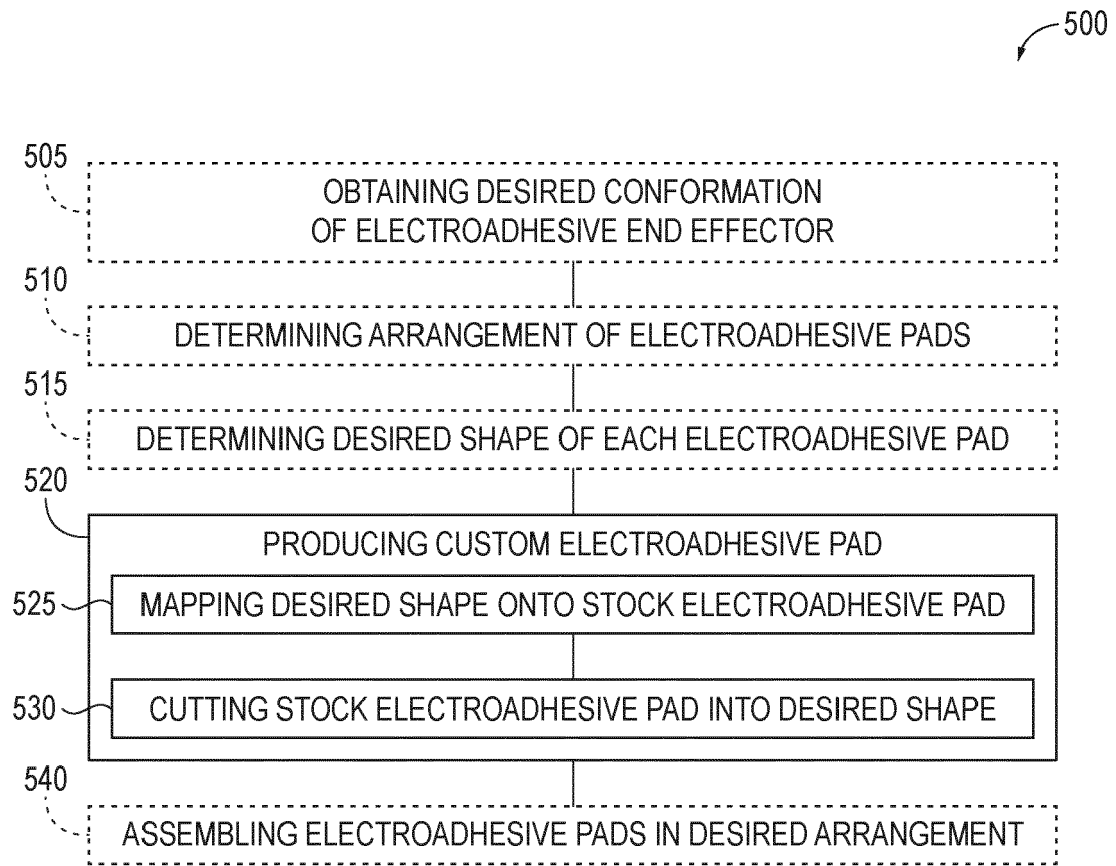 500
505
OBTAINING DESIRED CONFORMATION
OF ELECTROADHESIVE END EFFECTOR
510
DETERMINING ARRANGEMENT OF ELECTROADHESIVE PADS
515
DETERMINING DESIRED SHAPE OF EACH ELECTROADHESIVE PAD
520
PRODUCING CUSTOM ELECTROADHESIVE PAD
525
MAPPING DESIRED SHAPE ONTO STOCK ELECTROADHESIVE PAD
530
CUTTING STOCK ELECTROADHESIVE PAD INTO DESIRED SHAPE
540
ASSEMBLING ELECTROADHESIVE PADS IN DESIRED ARRANGEMENT